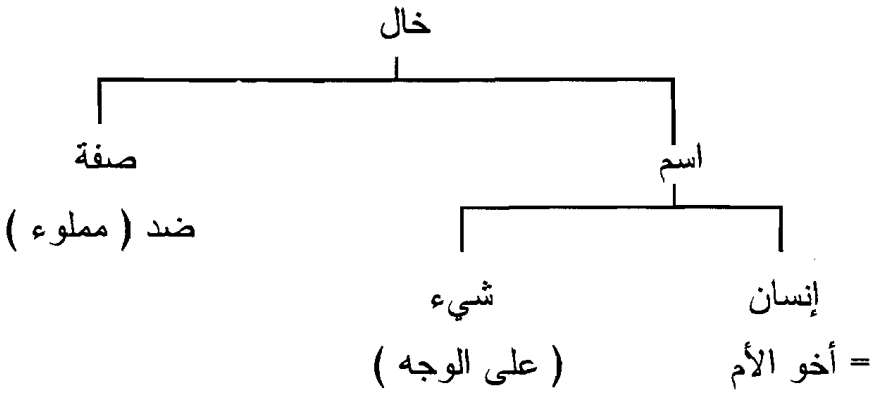 خال
اسم صفة
ضد ( مملوء )
إنسان شيء
= أخو الأم ( على الوجه )